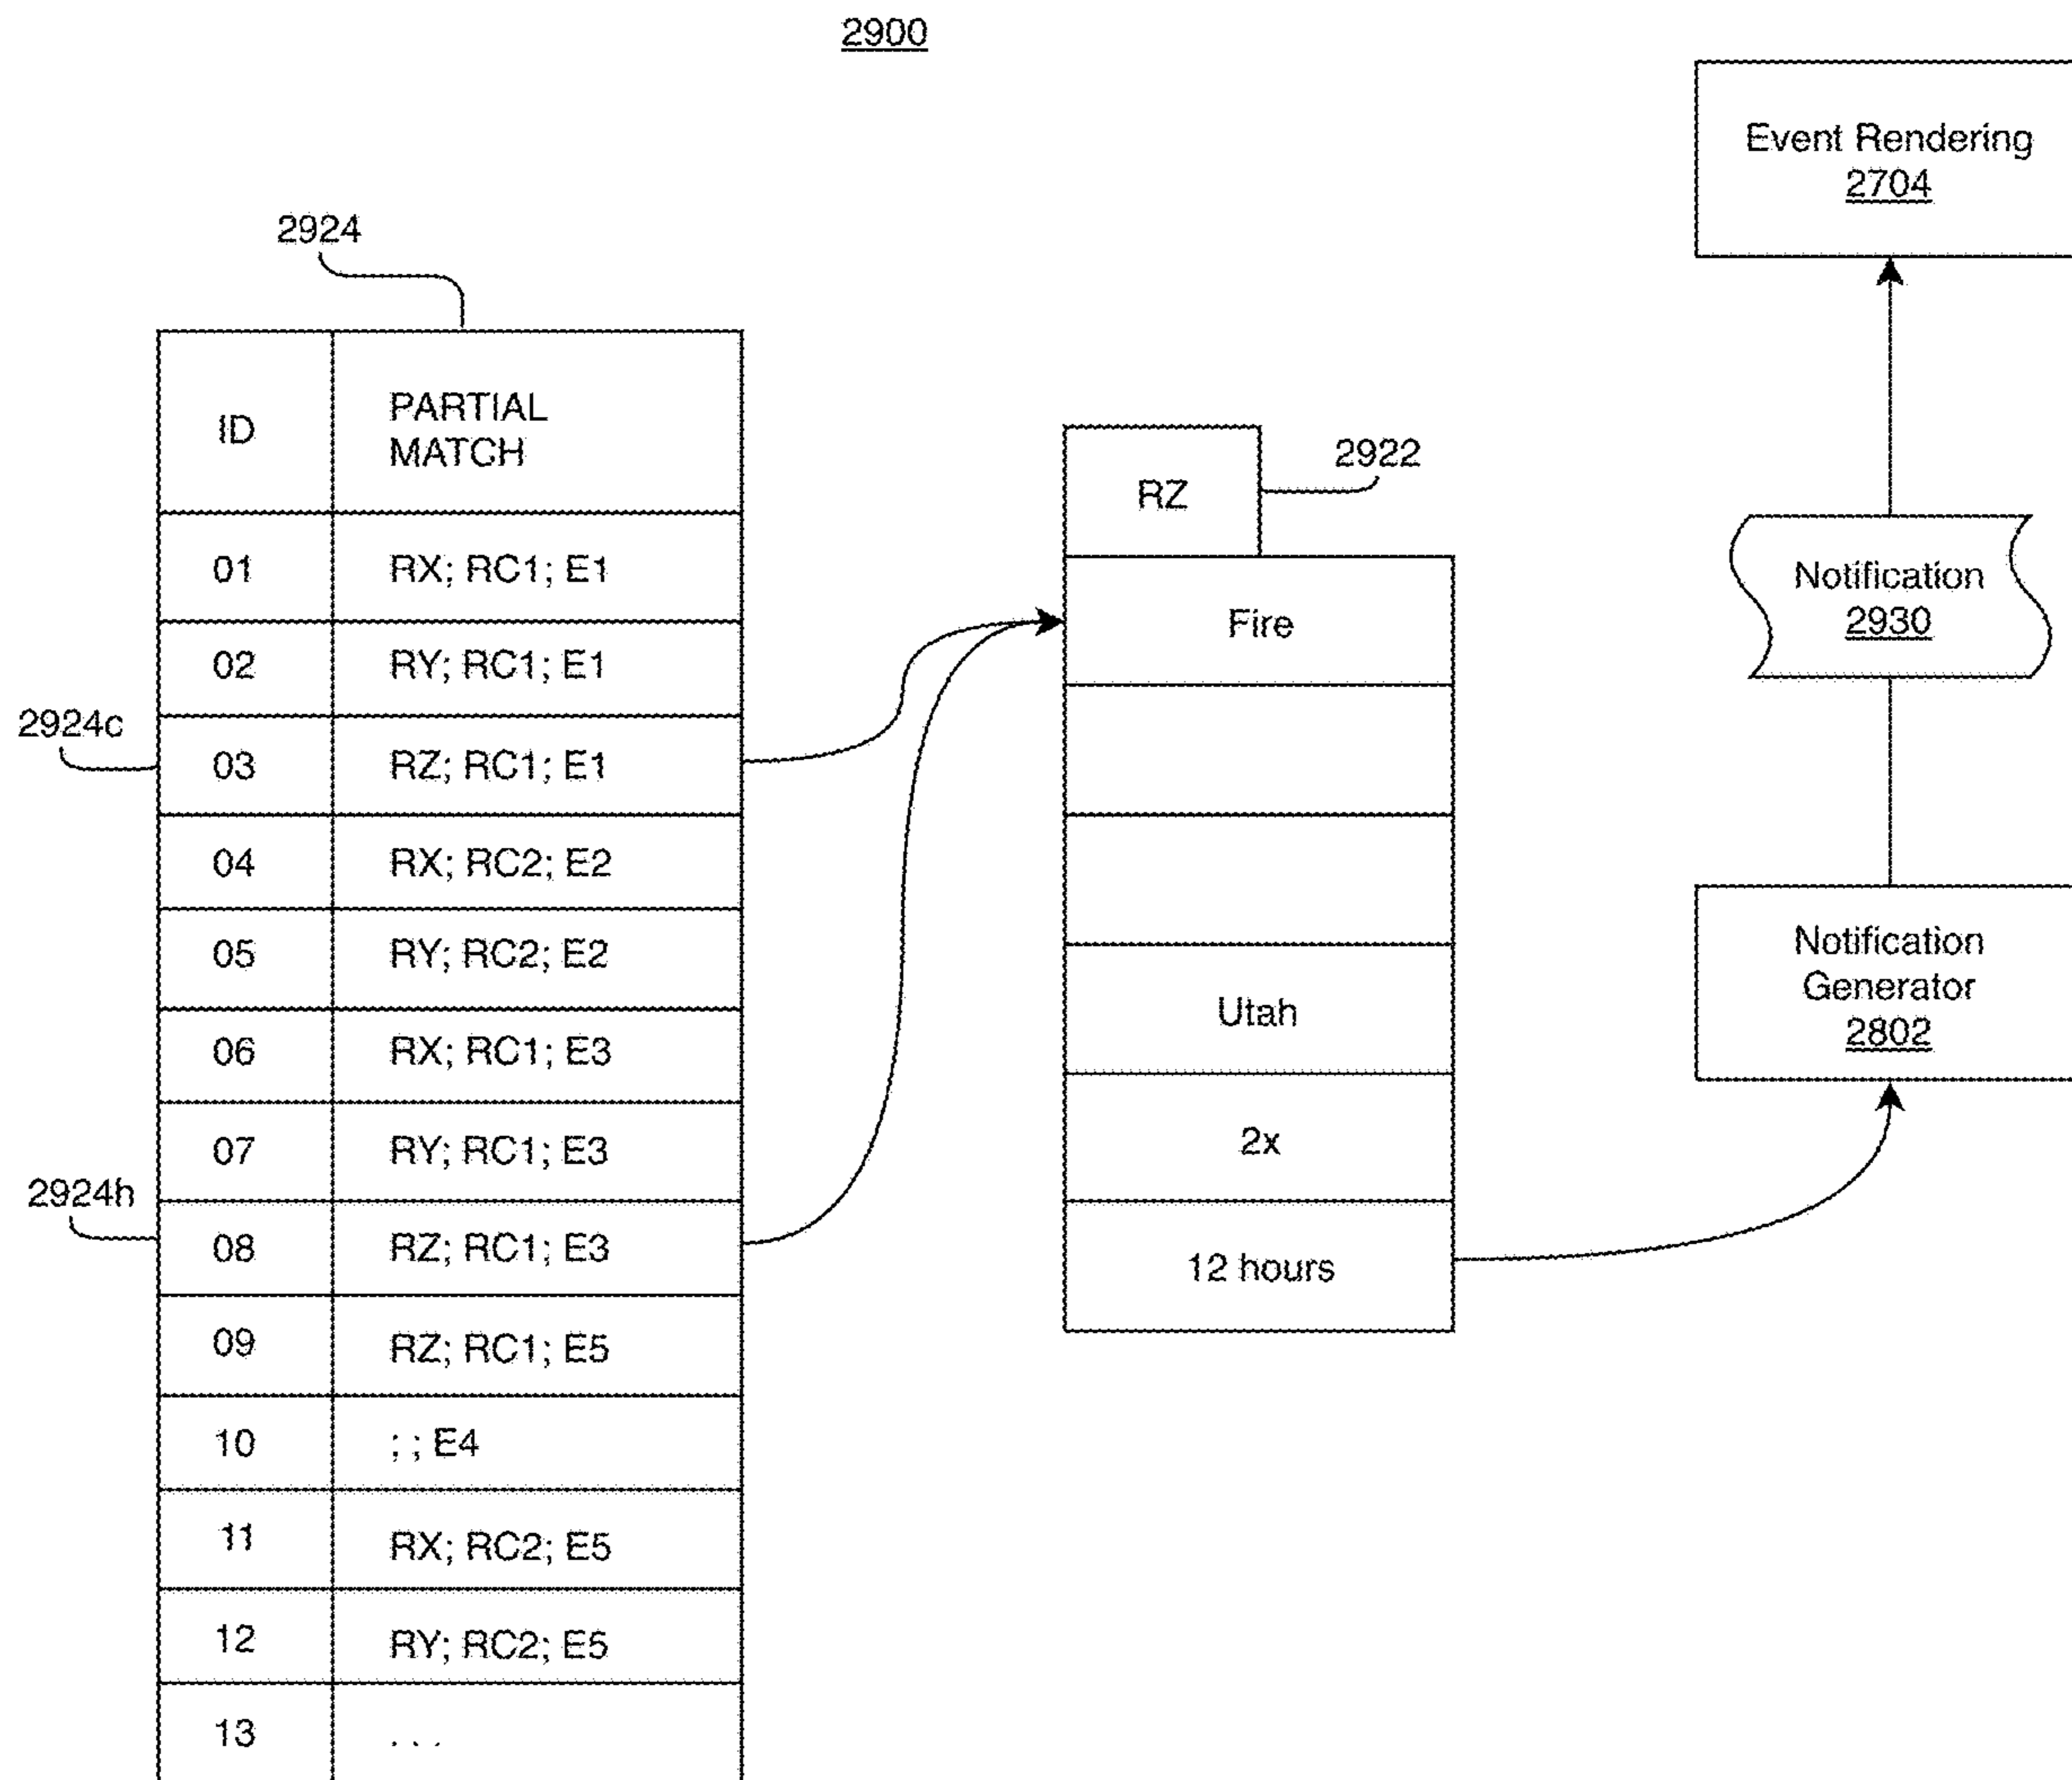 2900
Event Rendering
2704
2924
ID
PARTIAL
MATCH
2922
RZ
Notification
2930
01 RX; RC1; E1
Fire
02 RY; RC1; E1
2924c
03 RZ; RC1; E1
04 RX; RC2; E2
05 RY; RC2; E2
Utah
Notification
Generator
2802
06 RX; RC1; E3
07 RY; RC1; E3
2x
2924h
08 RZ; RC1; E3
12 hours
09 RZ; RC1; E5
10 ; ; E4
11 RX; RC2; E5
12 RY; RC2; E5
13 . . .